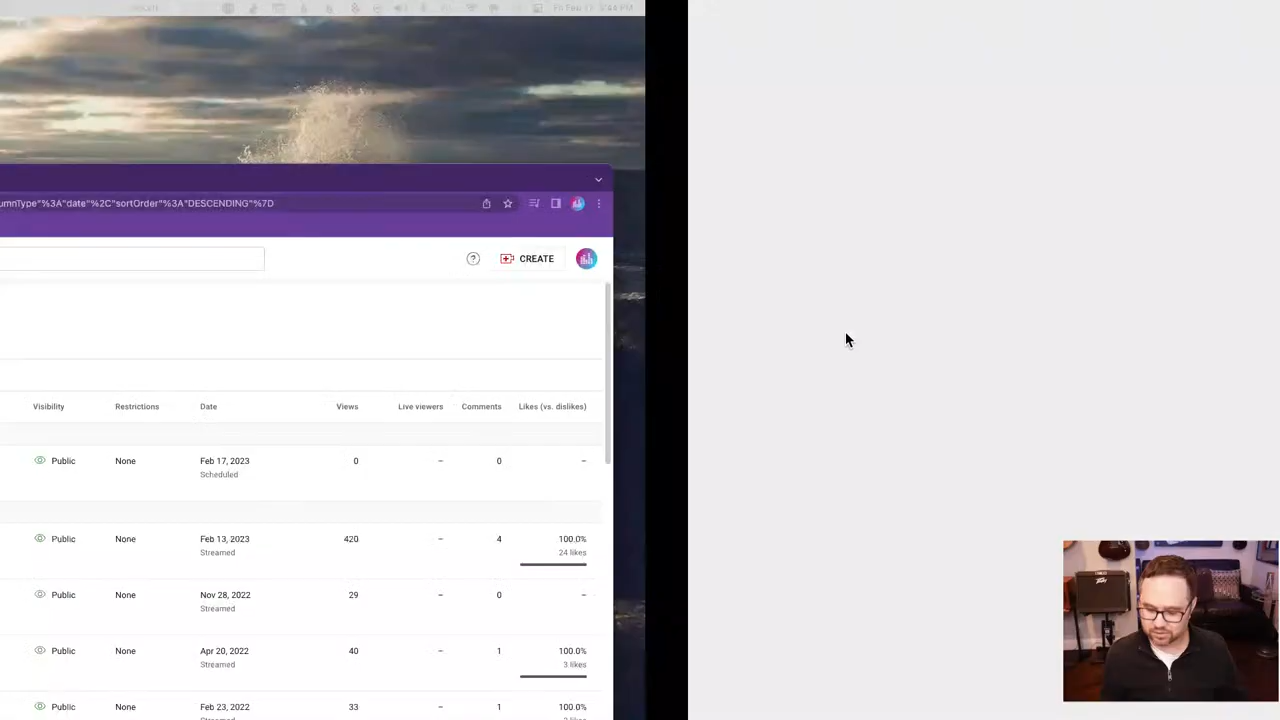 umnType"%3A"date"%2C"sortOrder"%3A"DESCENDING"%7D
CREATE
Visibility Restrictions Date Views Live viewers Comments Likes (vs. dislikes)
Public None Feb 17, 2023 0 – 0 –
Scheduled
Public None Feb 13, 2023 420 – 4 100.0%
Streamed 24 likes
Public None Nov 28, 2022 29 – 0 –
Streamed
Public None Apr 20, 2022 40 – 1 100.0%
Streamed 3 likes
Public None Feb 23, 2022 33 – 1 100.0%